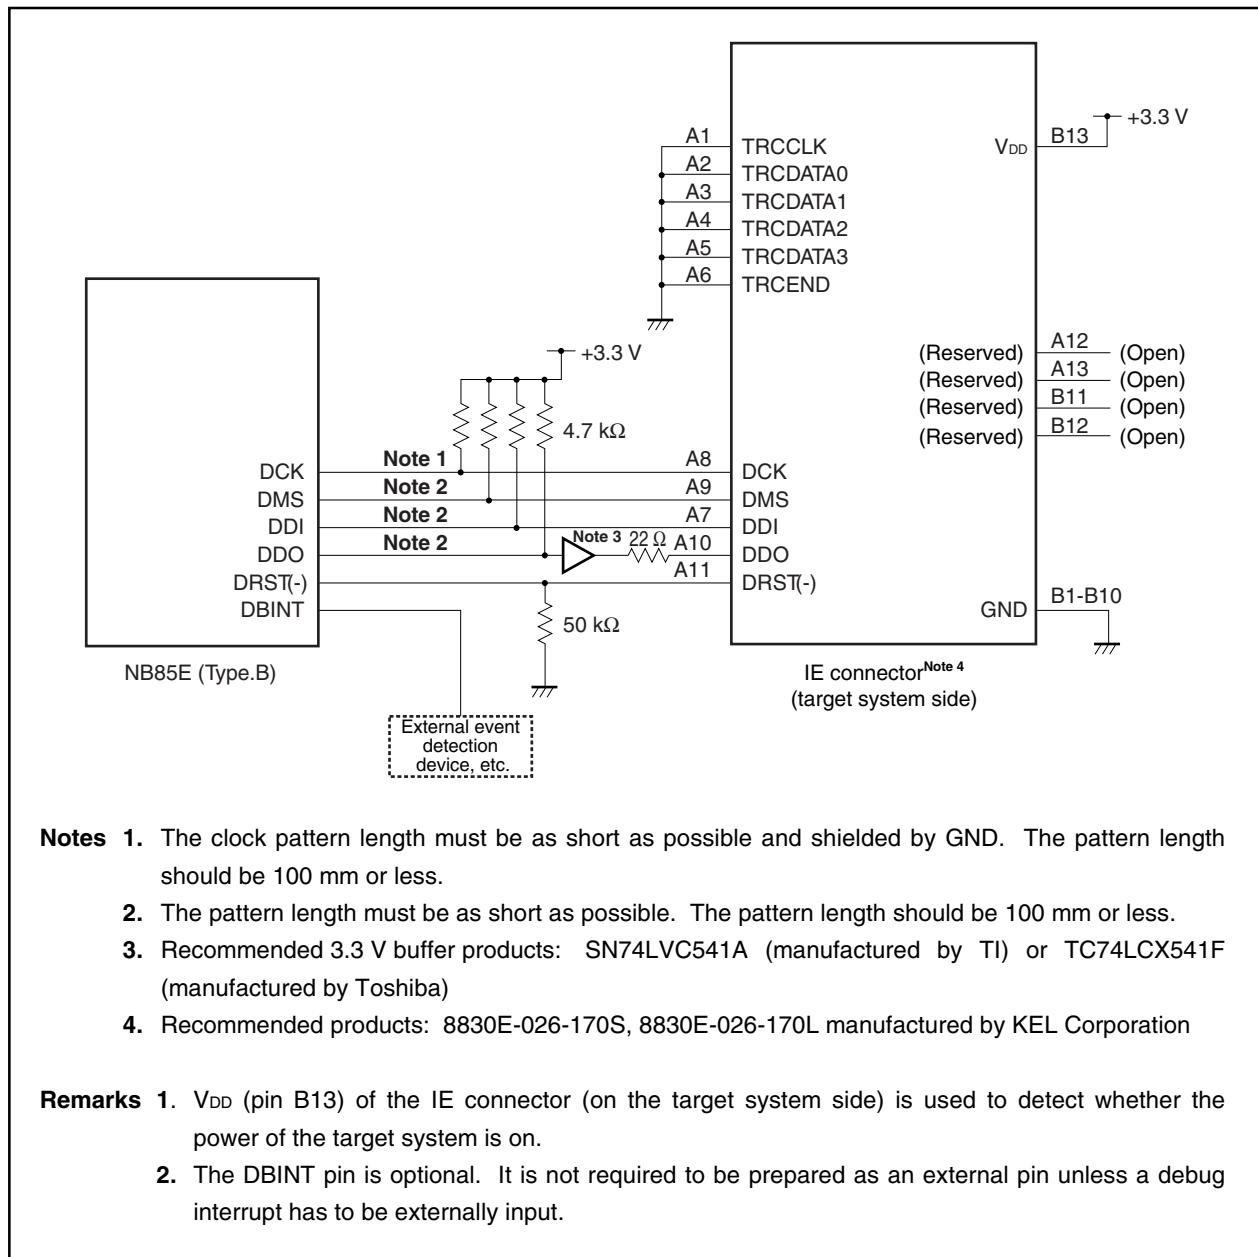 +3.3 V
A1 TRCCLK
VDD B13
A2 TRCDATA0
A3 TRCDATA1
A4 TRCDATA2
A5 TRCDATA3
A6 TRCEND
+3.3 V
(Reserved) A12 (Open)
(Reserved) A13 (Open)
(Reserved) B11 (Open)
(Reserved) B12 (Open)
4.7 kΩ
DCK Note 1 A8 DCK
DMS Note 2 A9 DMS
DDI Note 2 A7 DDI
DDO Note 2 Note 3 22 Ω A10 DDO
DRST(-) A11 DRST(-)
DBINT
50 kΩ
GND B1-B10
NB85E (Type.B)
IE connectorNote 4
(target system side)
External event
detection
device, etc.
Notes 1. The clock pattern length must be as short as possible and shielded by GND. The pattern length
should be 100 mm or less.
2. The pattern length must be as short as possible. The pattern length should be 100 mm or less.
3. Recommended 3.3 V buffer products: SN74LVC541A (manufactured by TI) or TC74LCX541F
(manufactured by Toshiba)
4. Recommended products: 8830E-026-170S, 8830E-026-170L manufactured by KEL Corporation
Remarks 1. VDD (pin B13) of the IE connector (on the target system side) is used to detect whether the
power of the target system is on.
2. The DBINT pin is optional. It is not required to be prepared as an external pin unless a debug
interrupt has to be externally input.